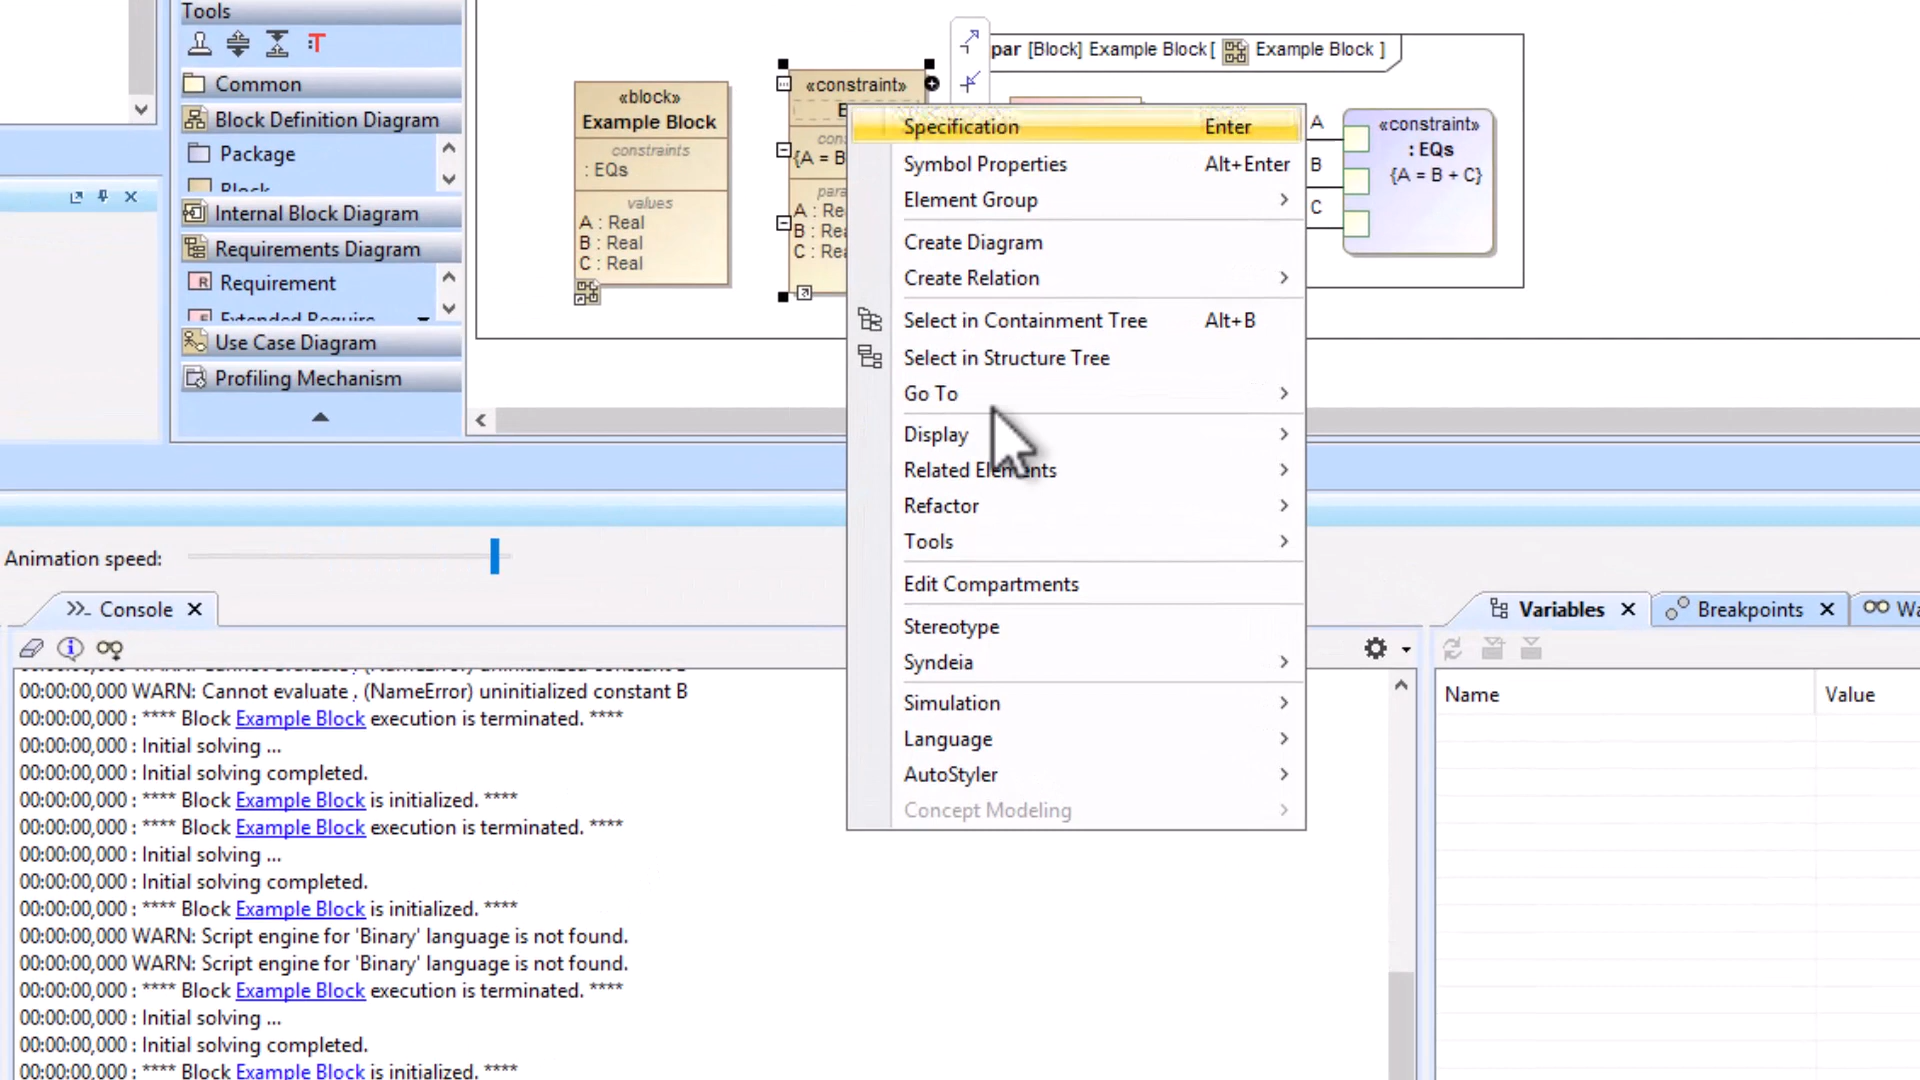 Tools
Common
Block Definition Diagram
Package
Block
Internal Block Diagram
Requirements Diagram
Requirement
Use Case Diagram
Profiling Mechanism
«block»
Example Block
constraints
: EQs
values
A : Real
B : Real
C : Real
«constraint»
{A = B
A : Re
B : Re
C : Rea
par [Block] Example Block [ Example Block ]
A
B
C
«constraint»
: EQs
{A = B + C}
Specification Enter
Symbol Properties Alt+Enter
Element Group
Create Diagram
Create Relation
Select in Containment Tree Alt+B
Select in Structure Tree
Go To
Display
Related Elements
Refactor
Tools
Edit Compartments
Stereotype
Syndeia
Simulation
Language
AutoStyler
Concept Modeling
Animation speed:
Console
00:00:00,000 WARN: Cannot evaluate , (NameError) uninitialized constant B
00:00:00,000 : **** Block Example Block execution is terminated. ****
00:00:00,000 : Initial solving ...
00:00:00,000 : Initial solving completed.
00:00:00,000 : **** Block Example Block is initialized. ****
00:00:00,000 : **** Block Example Block execution is terminated. ****
00:00:00,000 : Initial solving ...
00:00:00,000 : Initial solving completed.
00:00:00,000 : **** Block Example Block is initialized. ****
00:00:00,000 WARN: Script engine for 'Binary' language is not found.
00:00:00,000 WARN: Script engine for 'Binary' language is not found.
00:00:00,000 : **** Block Example Block execution is terminated. ****
00:00:00,000 : Initial solving ...
00:00:00,000 : Initial solving completed.
00:00:00,000 : **** Block Example Block is initialized. ****
Variables
Breakpoints
Wa
Name
Value